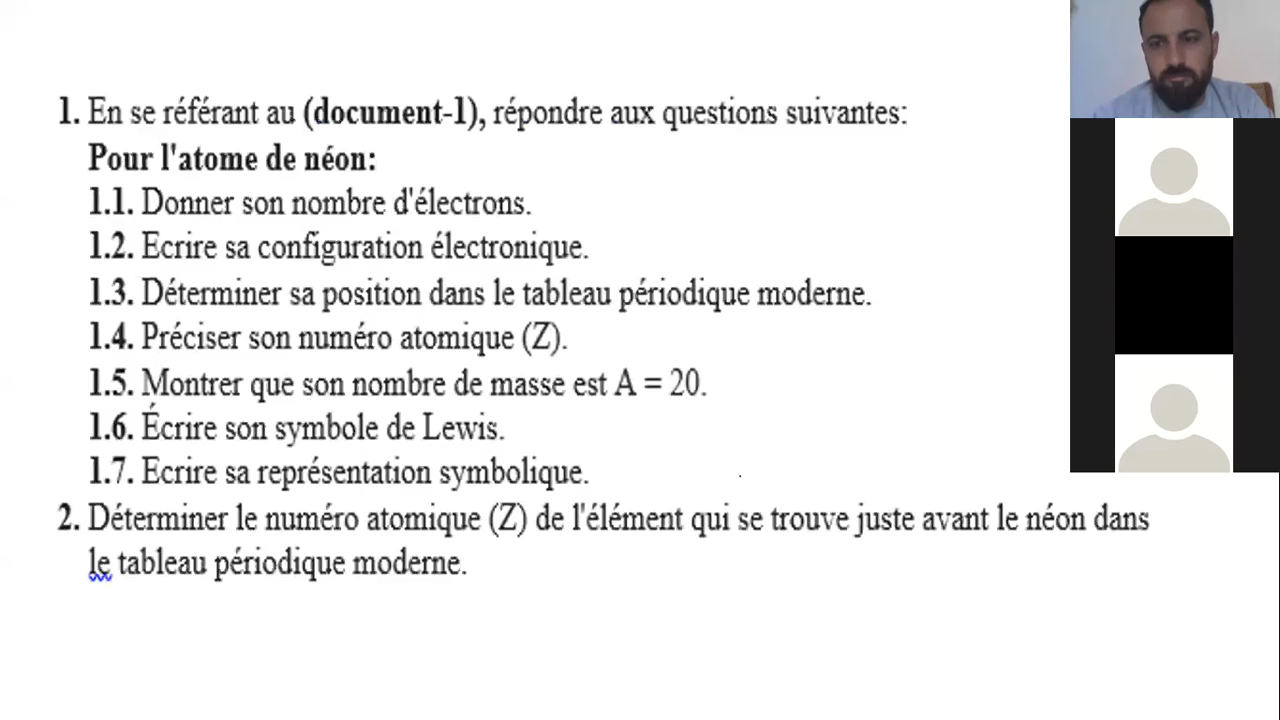 1. En se référant au (document-1), répondre aux questions suivantes:
Pour l'atome de néon:
1.1. Donner son nombre d'électrons.
1.2. Ecrire sa configuration électronique.
1.3. Déterminer sa position dans le tableau périodique moderne.
1.4. Préciser son numéro atomique (Z).
1.5. Montrer que son nombre de masse est A = 20.
1.6. Écrire son symbole de Lewis.
1.7. Ecrire sa représentation symbolique.
2. Déterminer le numéro atomique (Z) de l'élément qui se trouve juste avant le néon dans
le tableau périodique moderne.